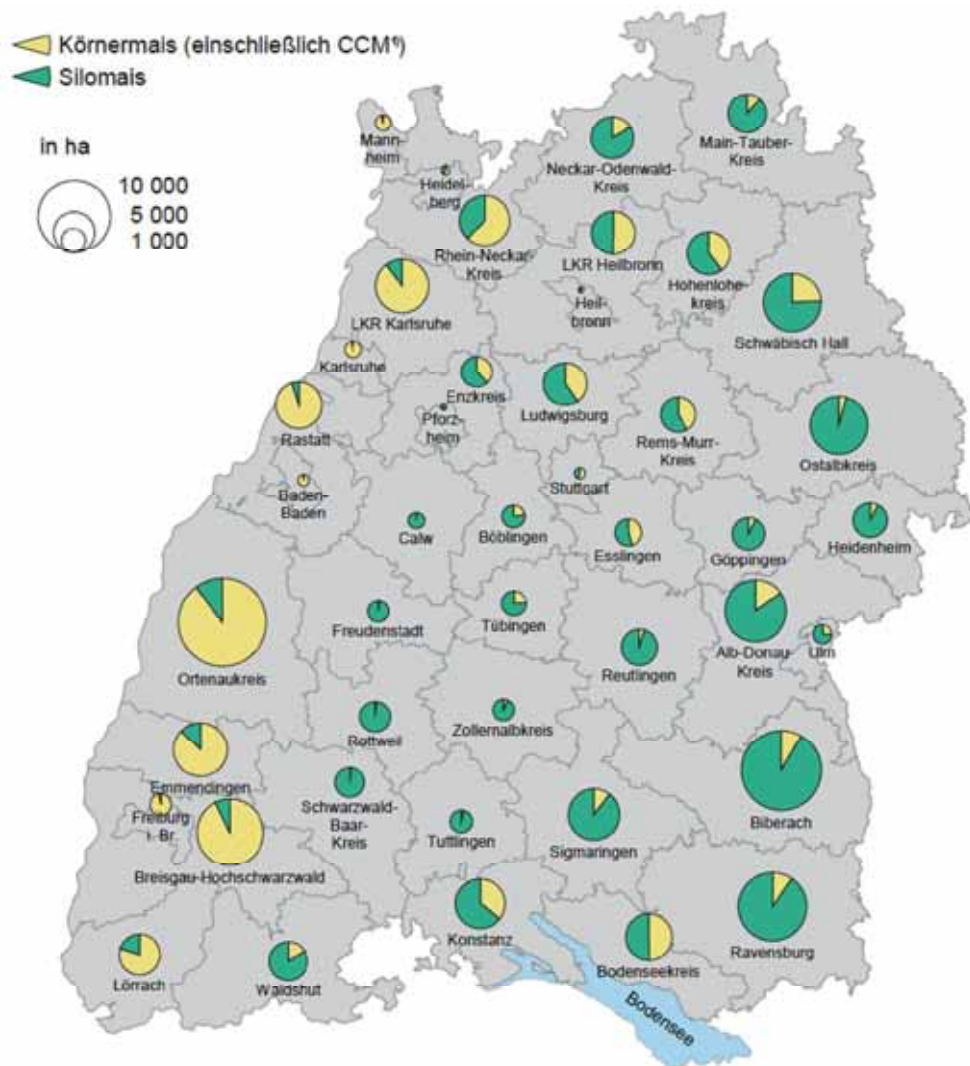 Körnermais (einschließlich CCM¶)
Silomais
in ha
10 000
5 000
1 000
Mann-
heim
Heidel-
berg
Neckar-Odenwald-
Kreis
Main-Tauber-
Kreis
Rhein-Neckar-
Kreis
LKR Heilbronn
Hohenlohe-
kreis
Heil-
bronn
Schwäbisch Hall
LKR Karlsruhe
Karlsruhe
Enzkreis
Ludwigsburg
Rastatt
Pforz-
heim
Rems-Murr-
Kreis
Ostalbkreis
Baden-
Baden
Stuttgart
Calw
Böblingen
Esslingen
Göppingen
Heidenheim
Ortenaukreis
Freudenstadt
Tübingen
Reutlingen
Alb-Donau-
Kreis
Ulm
Rottweil
Zollernalbkreis
Emmendingen
Freiburg
i. Br.
Schwarzwald-
Baar-
Kreis
Tuttlingen
Sigmaringen
Biberach
Breisgau-Hochschwarzwald
Konstanz
Bodenseekreis
Ravensburg
Lörrach
Waldshut
Bodensee